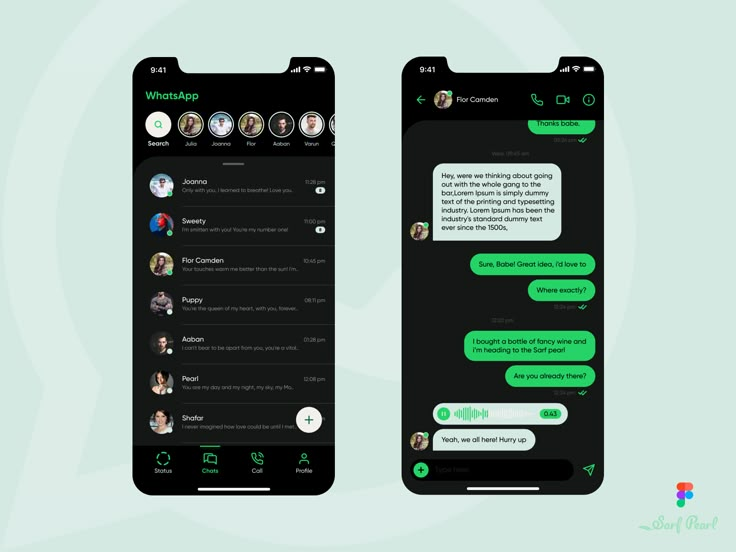 9:41
WhatsApp
Search
Julia
Joanna
Flor
Aaban
Varun
Joanna
11:28 pm
Only with you, I learned to breathe! Love you.
Sweety
11:00 pm
I'm smitten with you! You're my number one!
Flor Camden
10:45 pm
Your touches warm me better than the sun! I'm..
Puppy
08:11 pm
You're the queen of my heart, with you, forever..
Aaban
01:28 pm
I can't bear to be apart from you, you're a vital..
Pearl
12:08 pm
You are my day and my night, my sky, my Mo..
Shafar
I never imagined how love could be until I met..
Status
Chats
Call
Profile
9:41
Flor Camden
Thanks babe.
Hey, were we thinking about going
out with the whole gang to the
bar,Lorem Ipsum is simply dummy
text of the printing and typesetting
industry. Lorem Ipsum has been the
industry's standard dummy text
ever since the 1500s,
Sure, Babe! Great idea, i'd love to
Where exactly?
12:24 pm
I bought a bottle of fancy wine and
i'm heading to the Sarf pearl
Are you already there?
12:24 pm
0.43
Yeah, we all here! Hurry up
Type here
Sarf Pearl